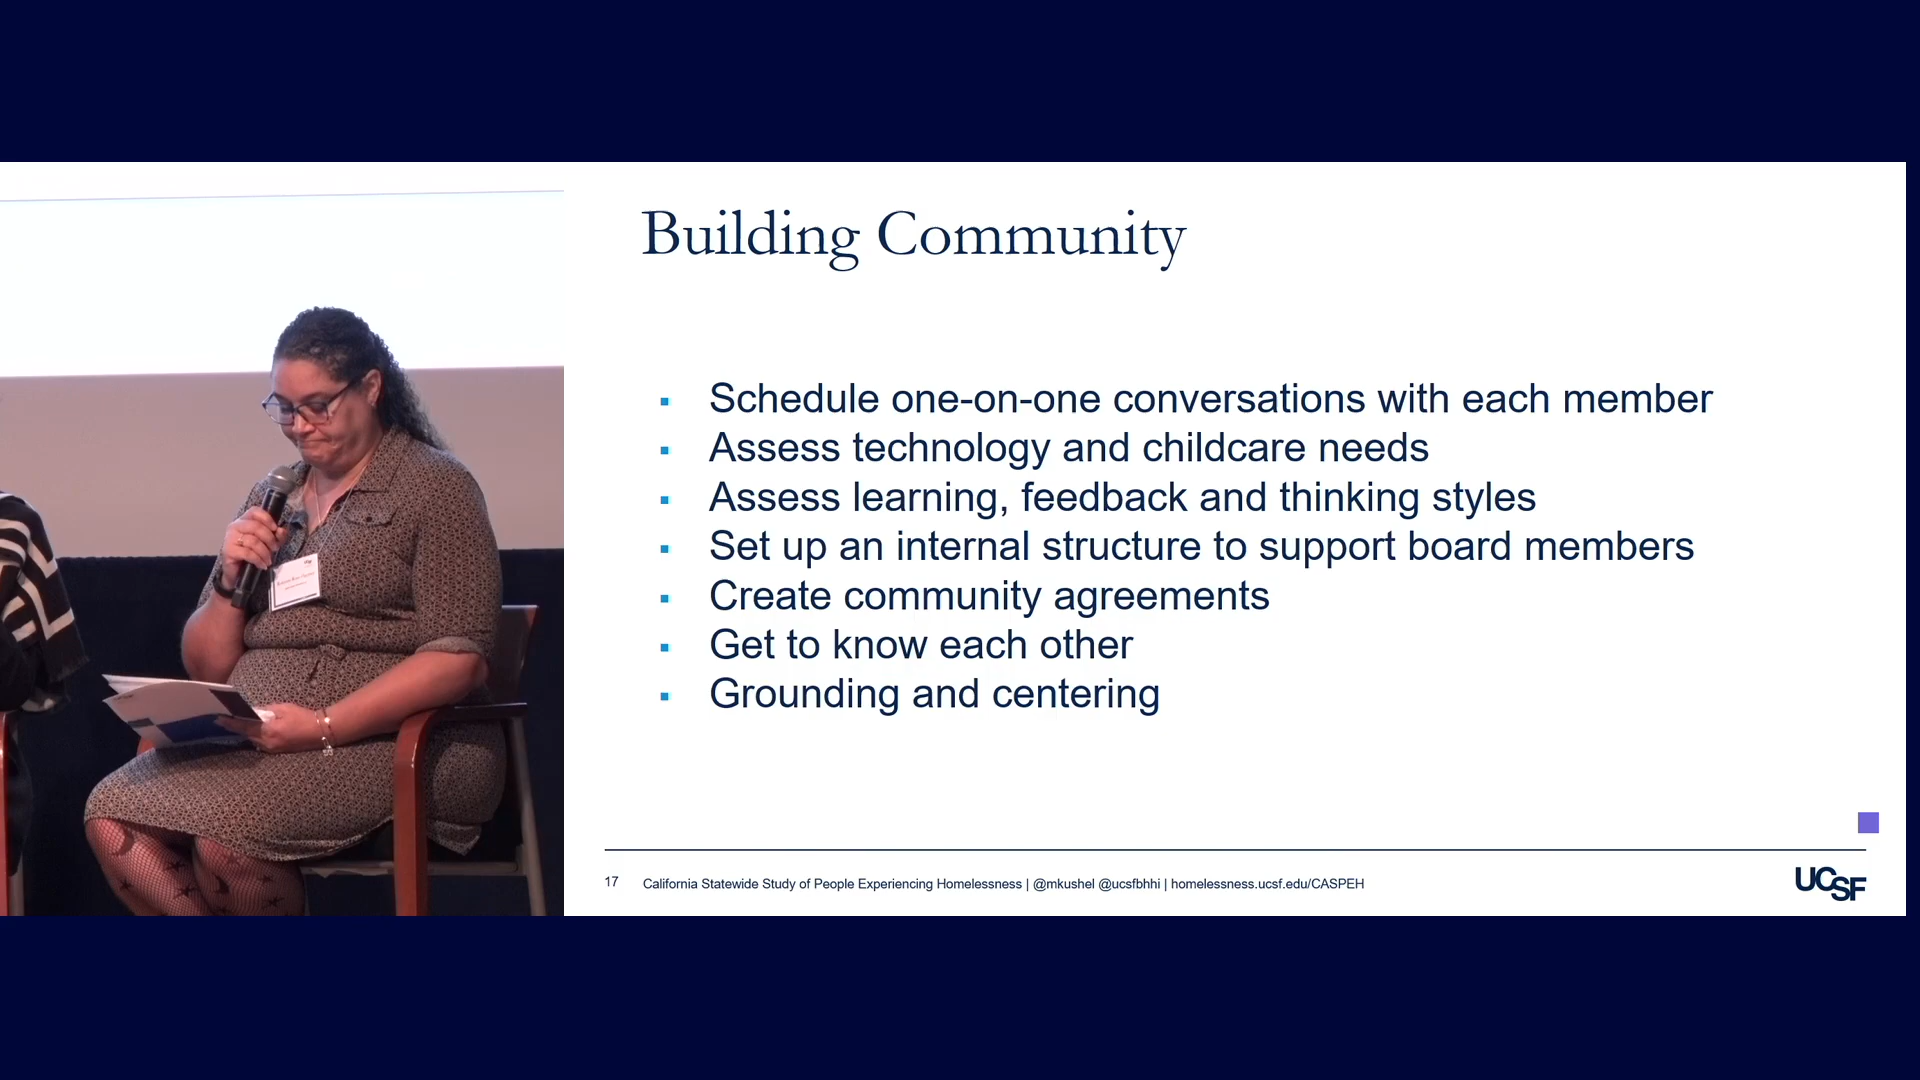 Building Community
▪ Schedule one-on-one conversations with each member
▪ Assess technology and childcare needs
▪ Assess learning, feedback and thinking styles
▪ Set up an internal structure to support board members
▪ Create community agreements
▪ Get to know each other
▪ Grounding and centering
17 California Statewide Study of People Experiencing Homelessness | @mkushel @ucsfbhhi | homelessness.ucsf.edu/CASPEH
UCSF